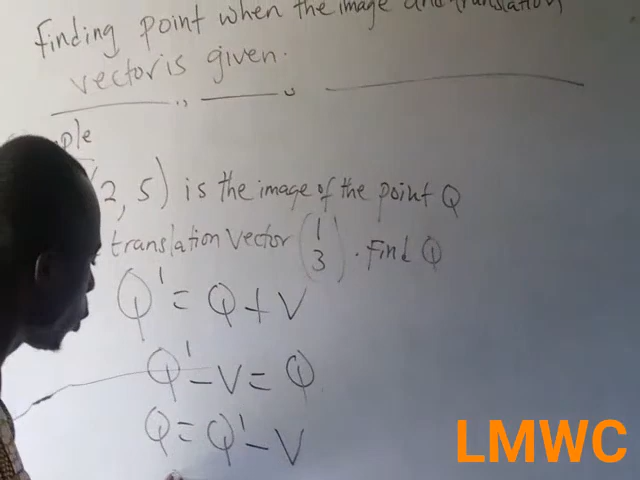 Finding point when the image and translation
vector is given.
ple
(2, 5) is the image of the point Q
translation vector (1 3). Find Q
Q' = Q + V
Q' - V = Q
Q = Q' - V
LMWC